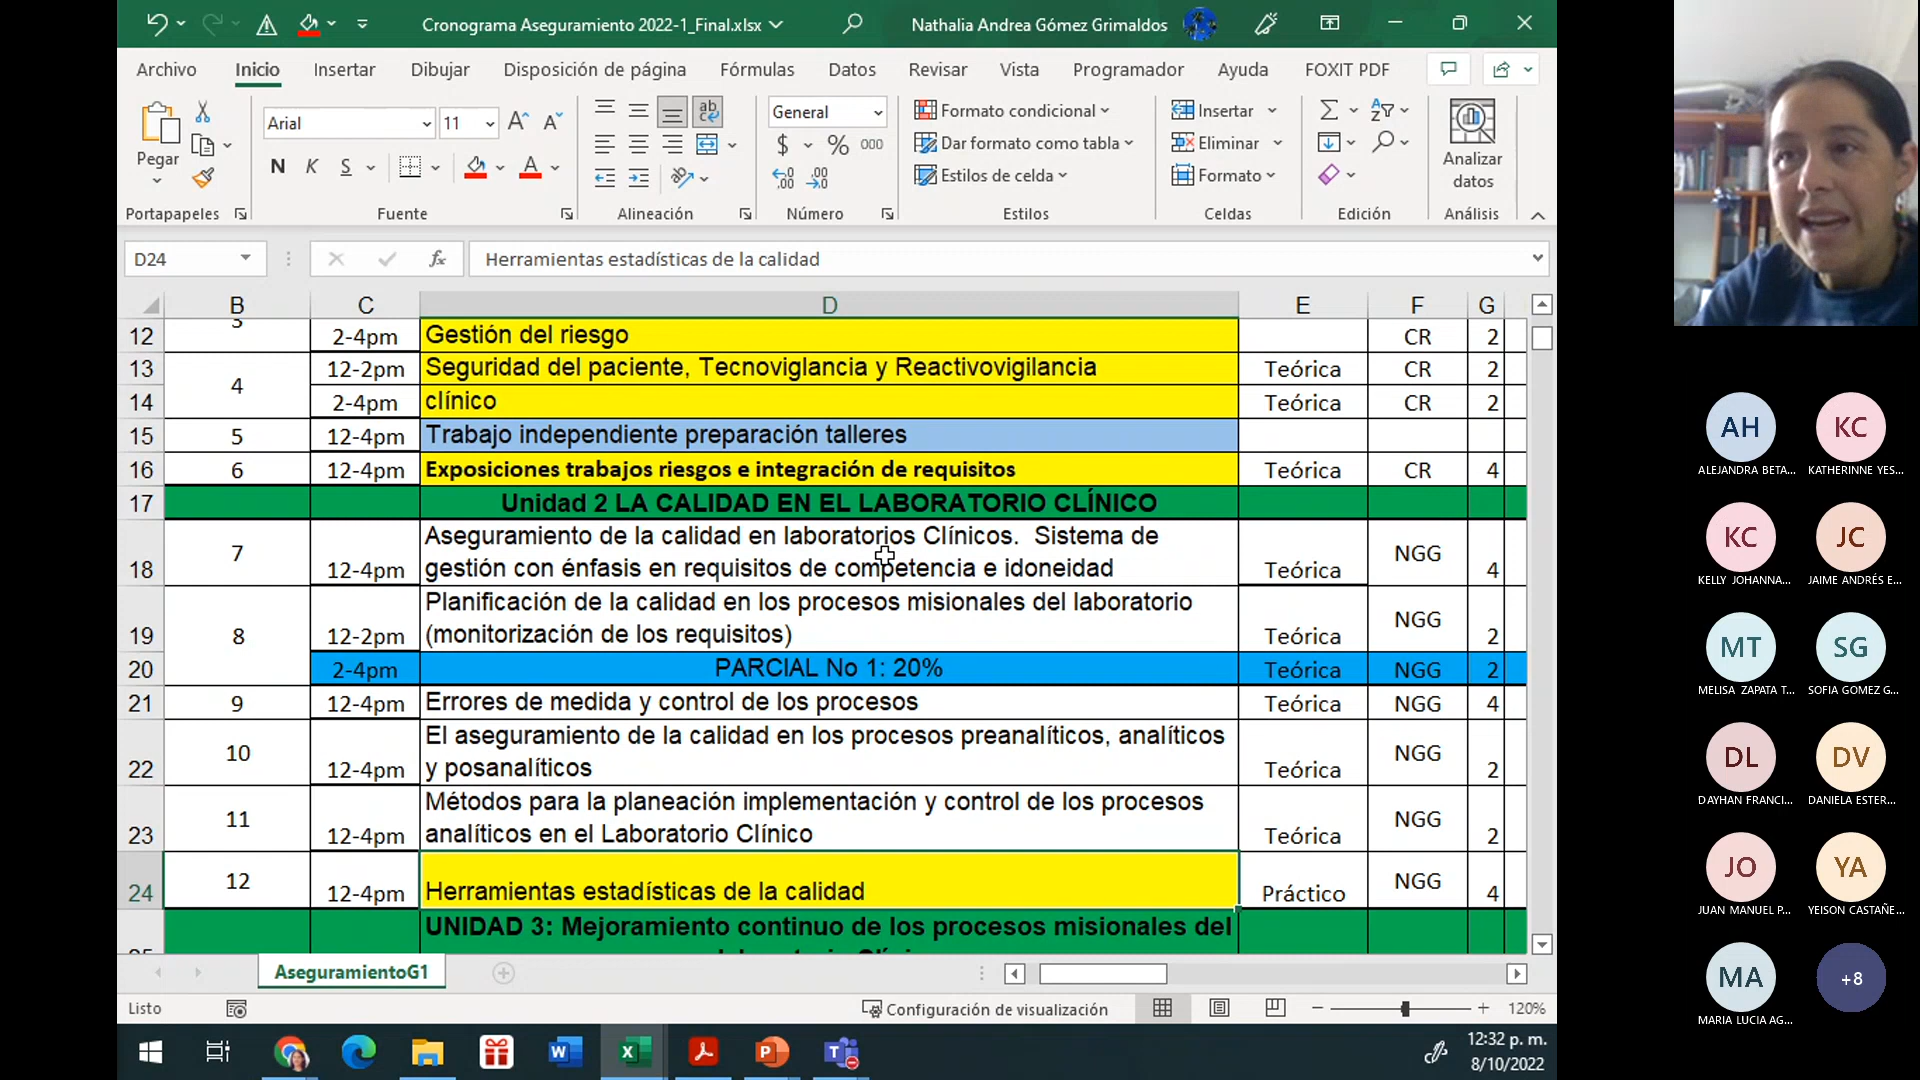 Cronograma Aseguramiento 2022-1_Final.xlsx
Nathalia Andrea Gómez Grimaldos
Archivo Inicio Insertar Dibujar Disposición de página Fórmulas Datos Revisar Vista Programador Ayuda FOXIT PDF
Pegar
Portapapeles
Arial 11
N K S
Fuente
ab
Alineación
General
$ % 000
Número
Formato condicional
Dar formato como tabla
Estilos de celda
Estilos
Insertar
Eliminar
Formato
Celdas
Edición
Analizar
datos
Análisis
D24 fx Herramientas estadísticas de la calidad
B C D E F G
12 3 2-4pm Gestión del riesgo CR 2
13 4 12-2pm Seguridad del paciente, Tecnoviglancia y Reactivovigilancia Teórica CR 2
14 2-4pm clínico Teórica CR 2
15 5 12-4pm Trabajo independiente preparación talleres
16 6 12-4pm Exposiciones trabajos riesgos e integración de requisitos Teórica CR 4
17 Unidad 2 LA CALIDAD EN EL LABORATORIO CLÍNICO
18 7 12-4pm Aseguramiento de la calidad en laboratorios Clínicos. Sistema de
gestión con énfasis en requisitos de competencia e idoneidad Teórica NGG 4
19 8 12-2pm Planificación de la calidad en los procesos misionales del laboratorio
(monitorización de los requisitos) Teórica NGG 2
20 2-4pm PARCIAL No 1: 20% Teórica NGG 2
21 9 12-4pm Errores de medida y control de los procesos Teórica NGG 4
22 10 12-4pm El aseguramiento de la calidad en los procesos preanalíticos, analíticos
y posanalíticos Teórica NGG 2
23 11 12-4pm Métodos para la planeación implementación y control de los procesos
analíticos en el Laboratorio Clínico Teórica NGG 2
24 12 12-4pm Herramientas estadísticas de la calidad Práctico NGG 4
UNIDAD 3: Mejoramiento continuo de los procesos misionales del
AseguramientoG1
Listo
Configuración de visualización
120%
12:32 p. m.
8/10/2022
AH
ALEJANDRA BETA...
KC
KATHERINNE YES...
KC
KELLY JOHANNA...
JC
JAIME ANDRÉS E...
MT
MELISA ZAPATA T...
SG
SOFIA GOMEZ G...
DL
DAYHAN FRANCI...
DV
DANIELA ESTER...
JO
JUAN MANUEL P...
YA
YEISON CASTAÑE...
MA
MARIA LUCIA AG...
+8